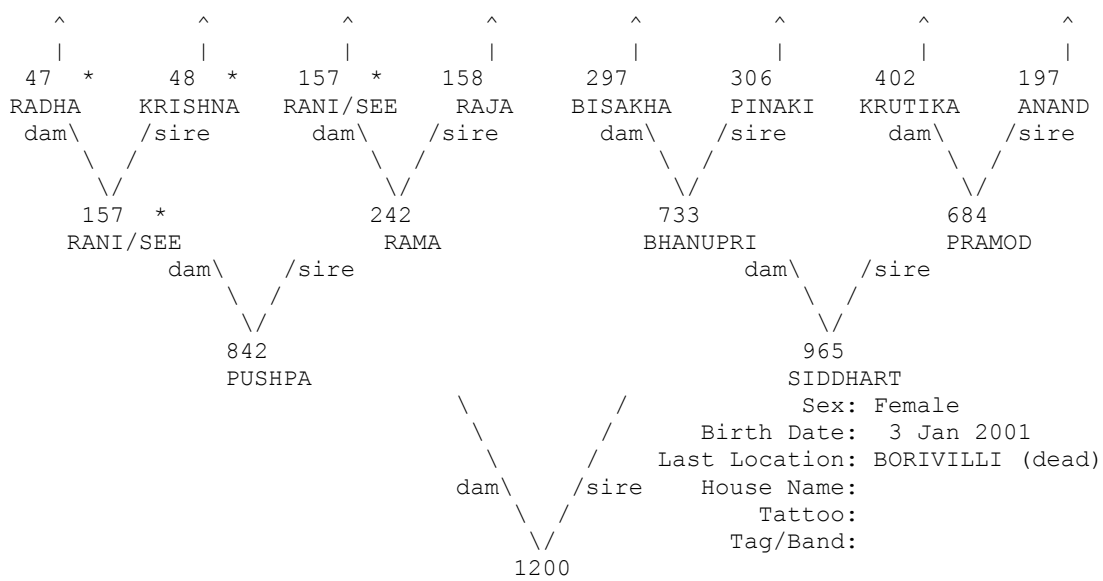 ^ ^ ^ ^ ^ ^ ^ ^
| | | | | | | |
47 * 48 * 157 * 158 297 306 402 197
RADHA KRISHNA RANI/SEE RAJA BISAKHA PINAKI KRUTIKA ANAND
dam\ /sire dam\ /sire dam\ /sire dam\ /sire
\ / \ / \ / \ /
\/ \/ \/ \/
157 * 242 733 684
RANI/SEE RAMA BHANUPRI PRAMOD
dam\ /sire dam\ /sire
\ / \ /
\/ \/
842 965
PUSHPA SIDDHART
\ / Sex: Female
\ / Birth Date: 3 Jan 2001
\ / Last Location: BORIVILLI (dead)
dam\ /sire House Name:
\ / Tattoo:
\/ Tag/Band:
1200